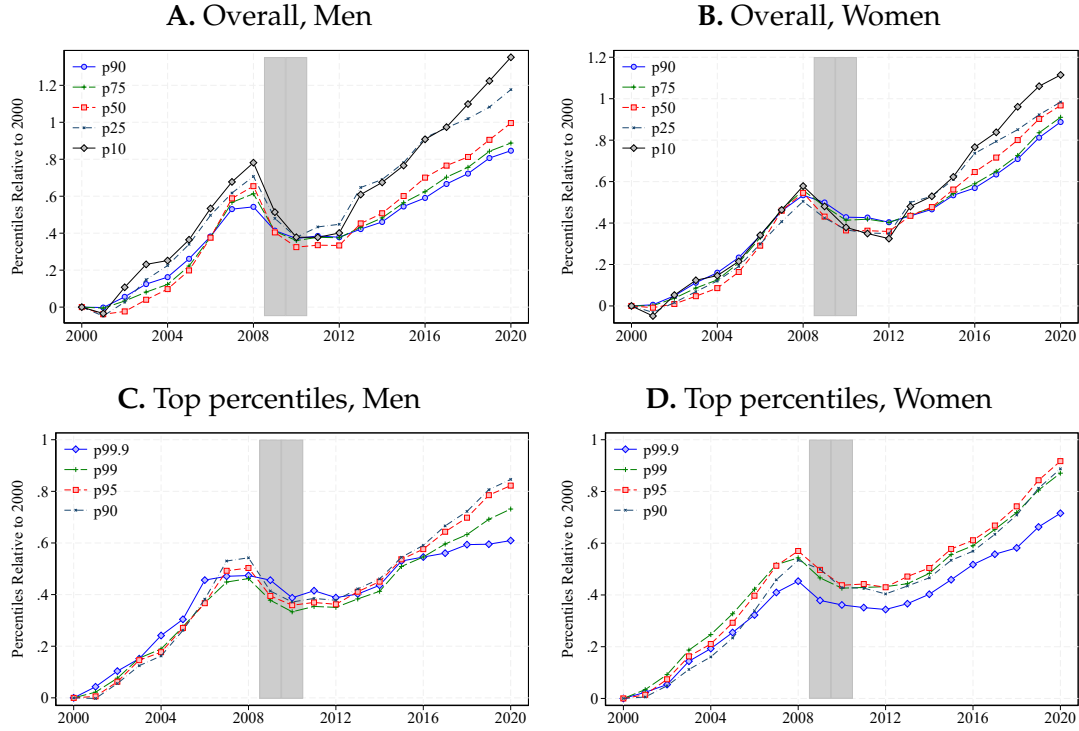 A. Overall, Men
Percentiles Relative to 2000
0
.2
.4
.6
.8
1
1.2
p90
p75
p50
p25
p10
2000 2004 2008 2012 2016 2020
B. Overall, Women
Percentiles Relative to 2000
0
.2
.4
.6
.8
1
1.2
p90
p75
p50
p25
p10
2000 2004 2008 2012 2016 2020
C. Top percentiles, Men
Percentiles Relative to 2000
0
.2
.4
.6
.8
1
p99.9
p99
p95
p90
2000 2004 2008 2012 2016 2020
D. Top percentiles, Women
Percentiles Relative to 2000
0
.2
.4
.6
.8
1
p99.9
p99
p95
p90
2000 2004 2008 2012 2016 2020